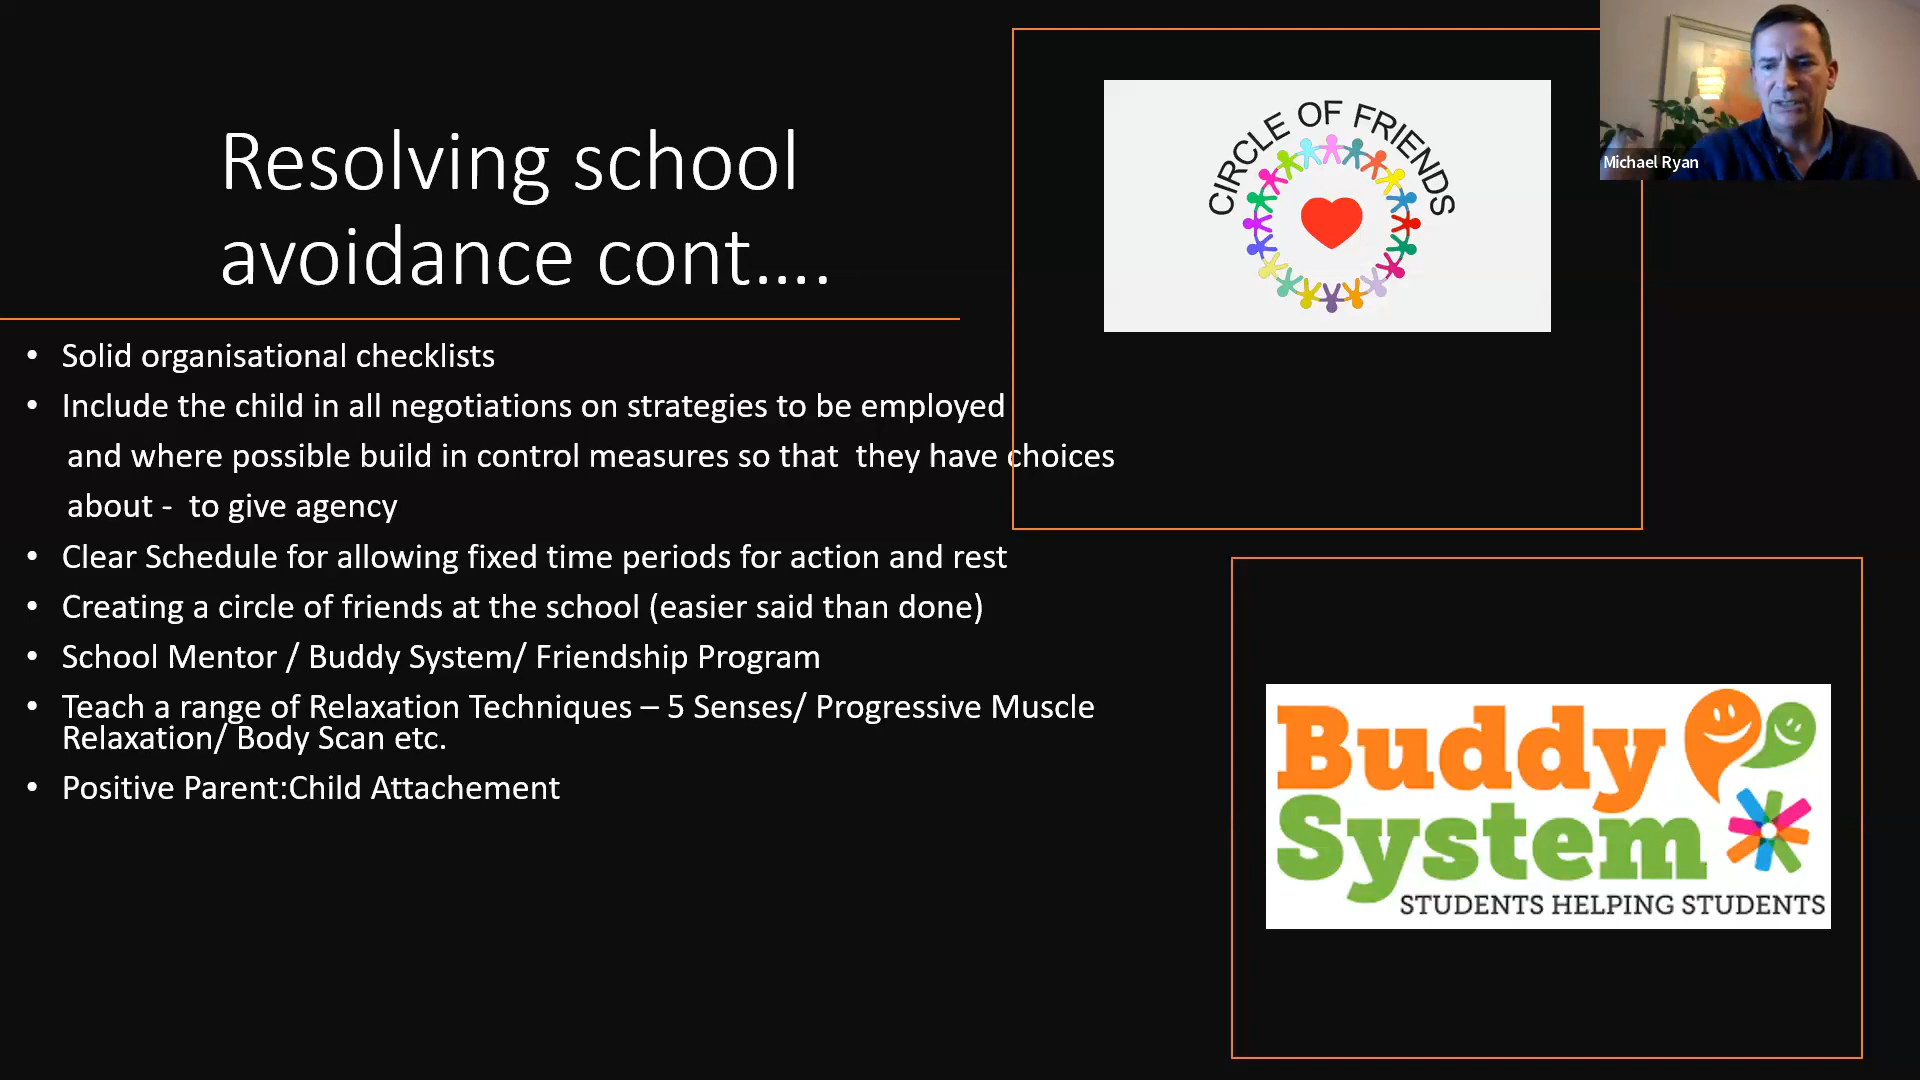 Resolving school
avoidance cont....
• Solid organisational checklists
• Include the child in all negotiations on strategies to be employed
and where possible build in control measures so that  they have choices
about -  to give agency
• Clear Schedule for allowing fixed time periods for action and rest
• Creating a circle of friends at the school (easier said than done)
• School Mentor / Buddy System/ Friendship Program
• Teach a range of Relaxation Techniques – 5 Senses/ Progressive Muscle
Relaxation/ Body Scan etc.
• Positive Parent:Child Attachement
CIRCLE OF FRIENDS
Michael Ryan
Buddy
System
STUDENTS HELPING STUDENTS